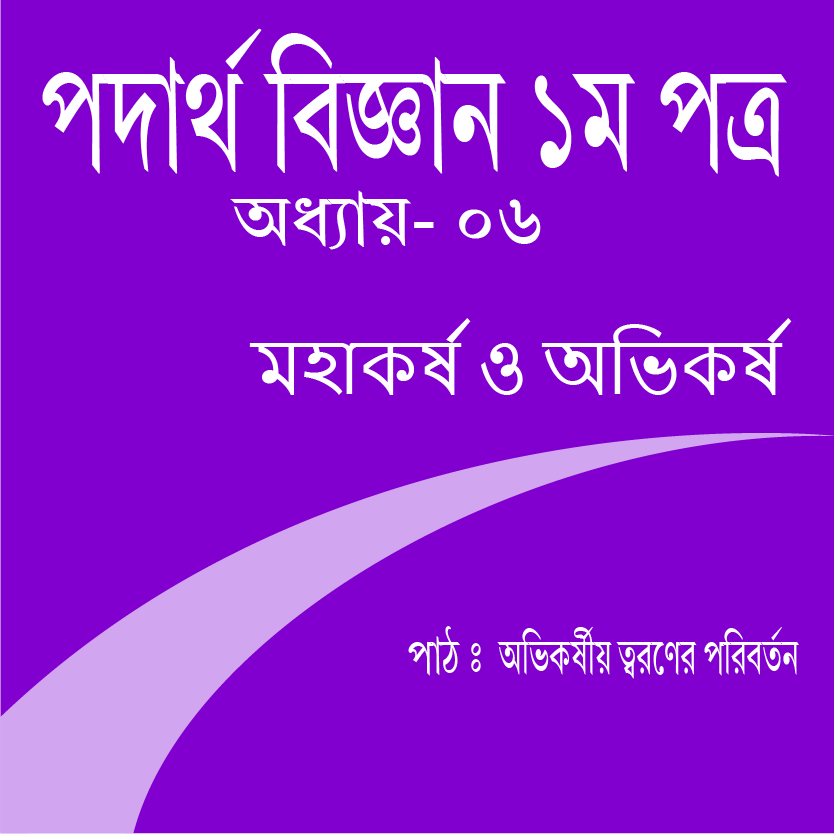 পদার্থ বিজ্ঞান ১ম পত্র
অধ্যায়- ০৬
মহাকর্ষ ও অভিকর্ষ
পাঠ ঃ অভিকর্ষীয় ত্বরণের পরিবর্তন